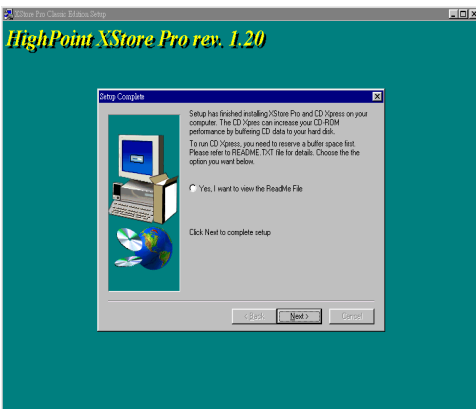 XStore Pro Classic Edition Setup
HighPoint XStore Pro rev. 1.20
Setup Complete
Setup has finished installing XStore Pro and CD Xpress on your
computer. The CD Xpres can increase your CD-ROM
performance by buffering CD data to your hard disk.
To run CD Xpress, you need to reserve a buffer space first.
Please refer to README.TXT file for details. Choose the the
option you want below.
Yes, I want to view the ReadMe File
Click Next to complete setup
< Back
Next >
Cancel